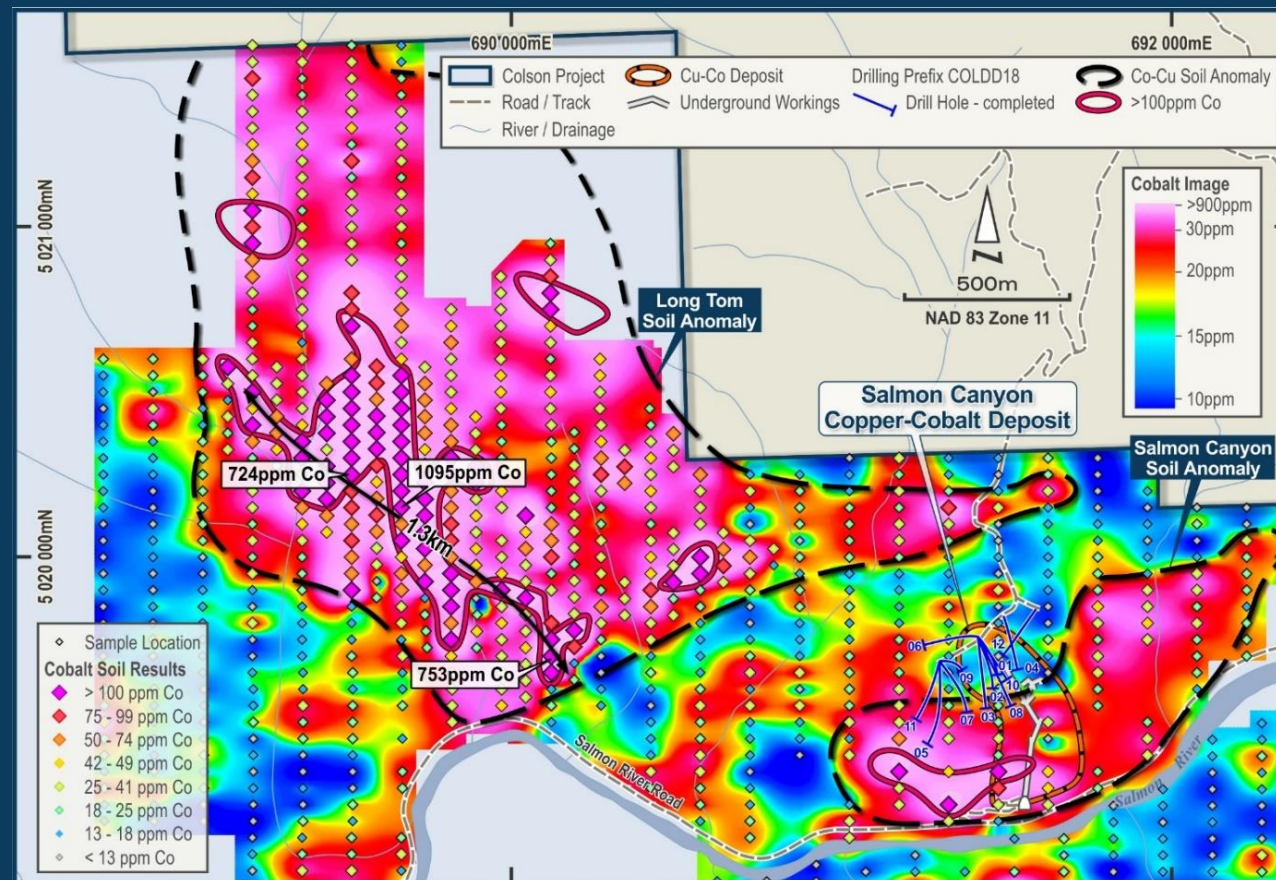 690 000mE
692 000mE
Colson Project
Cu-Co Deposit
Drilling Prefix COLDD18
Co-Cu Soil Anomaly
Road / Track
Underground Workings
Drill Hole - completed
>100ppm Co
River / Drainage
5 021 000mN
5 020 000mN
N
500m
NAD 83 Zone 11
Cobalt Image
>900ppm
30ppm
20ppm
15ppm
10ppm
Long Tom
Soil Anomaly
Salmon Canyon
Copper-Cobalt Deposit
Salmon Canyon
Soil Anomaly
724ppm Co
1095ppm Co
1.3km
753ppm Co
Sample Location
Cobalt Soil Results
> 100 ppm Co
75 - 99 ppm Co
50 - 74 ppm Co
42 - 49 ppm Co
25 - 41 ppm Co
18 - 25 ppm Co
13 - 18 ppm Co
< 13 ppm Co
06
12
01
04
09
10
02
11
07
03
08
05
Salmon River Road
Salmon River